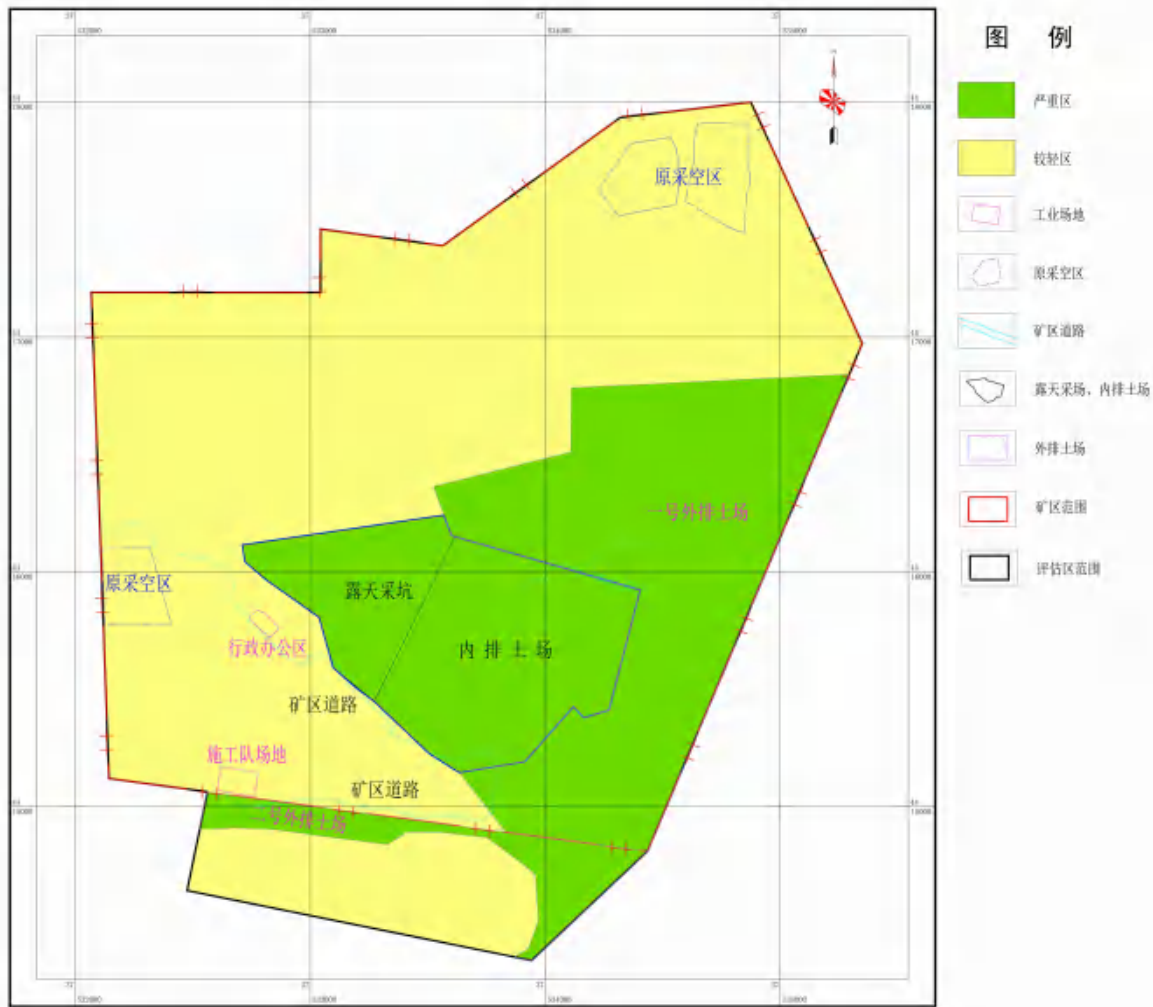 图 例
严重区
较轻区
工业场地
原采空区
矿区道路
露天采场、内排土场
外排土场
矿区范围
评估区范围
原采空区
一号外排土场
原采空区
露天采坑
行政办公区
内 排 土 场
矿区道路
施工队场地
矿区道路
二号外排土场